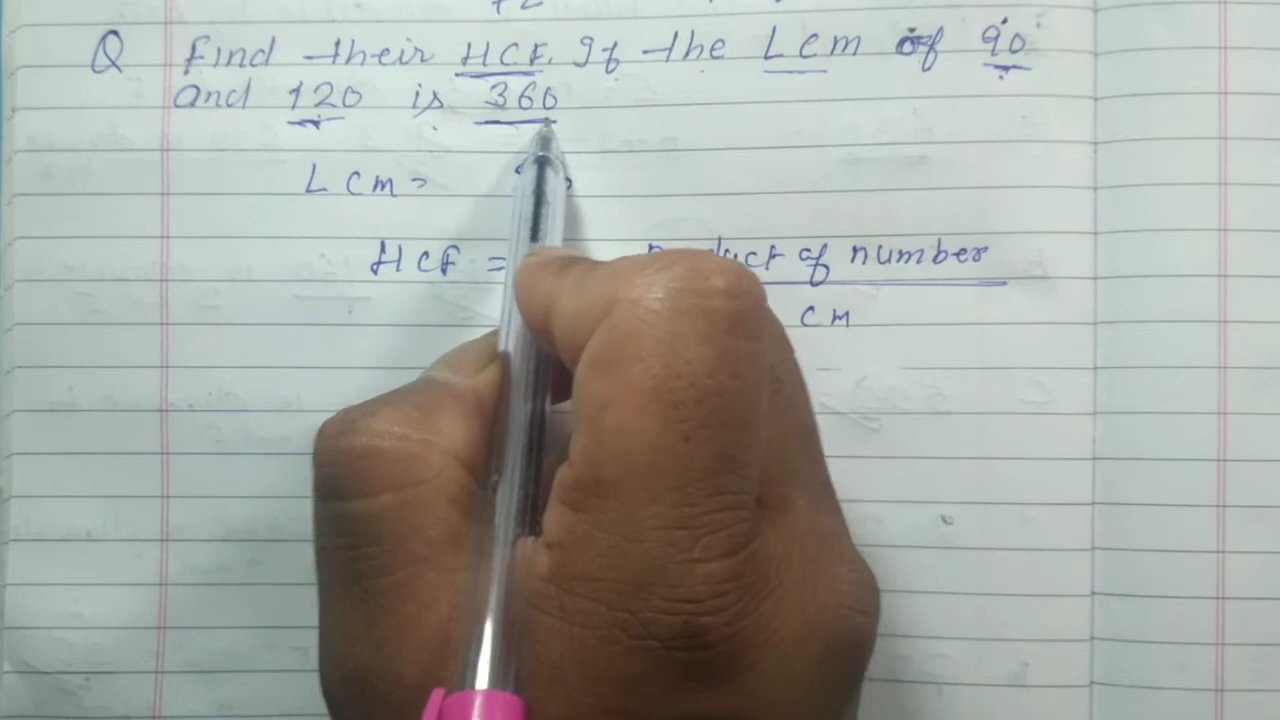 Q Find their HCF. If the Lcm of 90
and 120 is 360
Lcm =
HCF = of number
cm